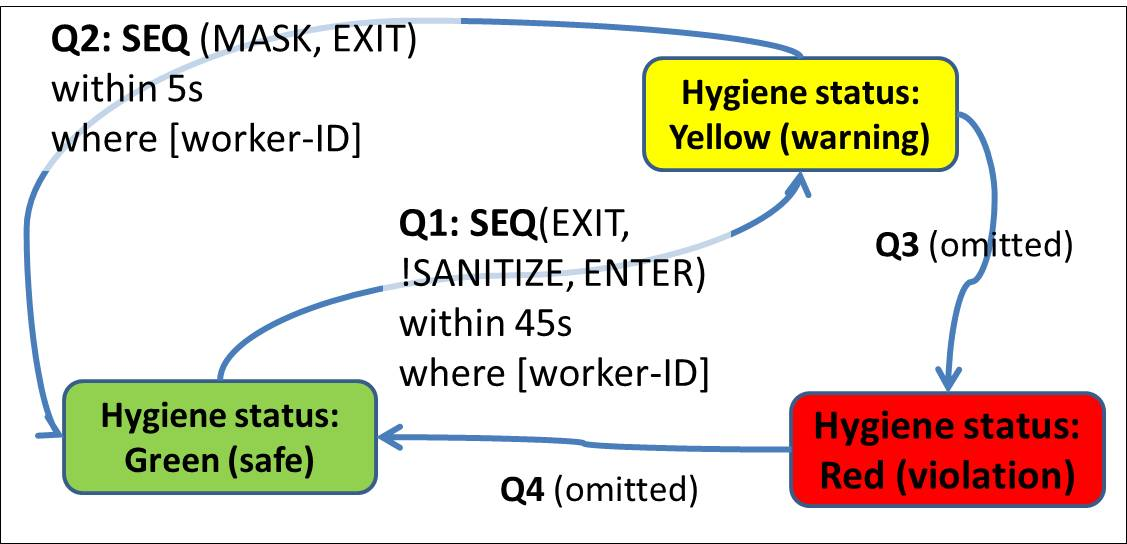 Q2: SEQ (MASK, EXIT)
within 5s
where [worker-ID]
Hygiene status:
Yellow (warning)
Q1: SEQ(EXIT,
!SANITIZE, ENTER)
within 45s
where [worker-ID]
Q3 (omitted)
Hygiene status:
Green (safe)
Hygiene status:
Red (violation)
Q4 (omitted)